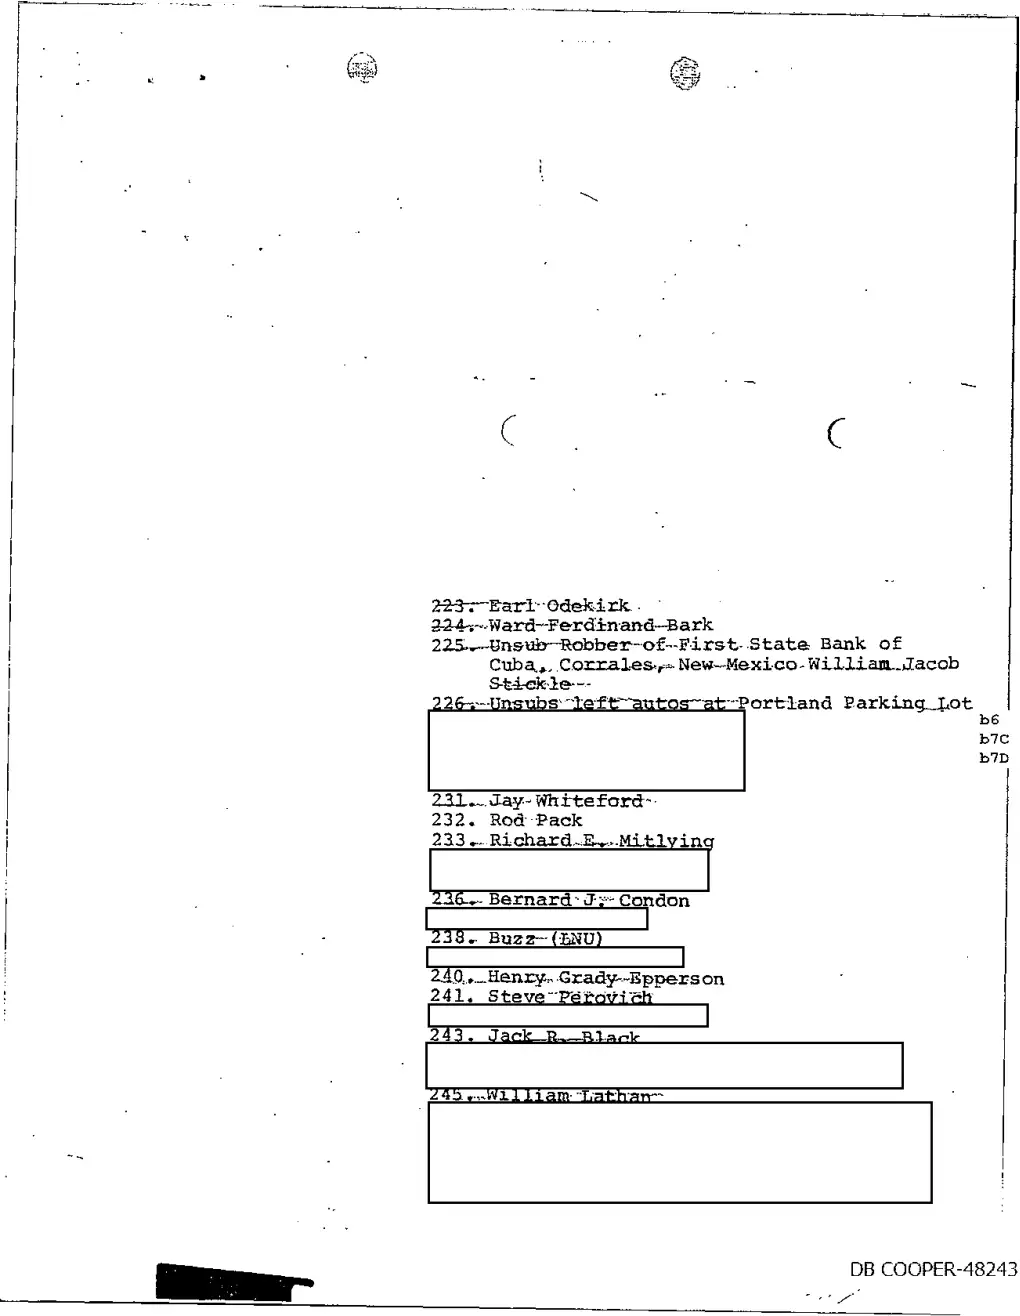 223. Earl Odekirk
224. Ward Ferdinand Bark
225. Unsub Robber of First State Bank of
Cuba, Corrales, New Mexico William Jacob
Stickle
226. Unsubs left autos at Portland Parking Lot
b6
b7C
b7D
231. Jay Whiteford
232. Rod Pack
233. Richard E. Mitlying
236. Bernard J. Condon
238. Buzz (LNU)
240. Henry Grady Epperson
241. Steve Perovich
243. Jack R. Black
245. William Lathan
DB COOPER-48243